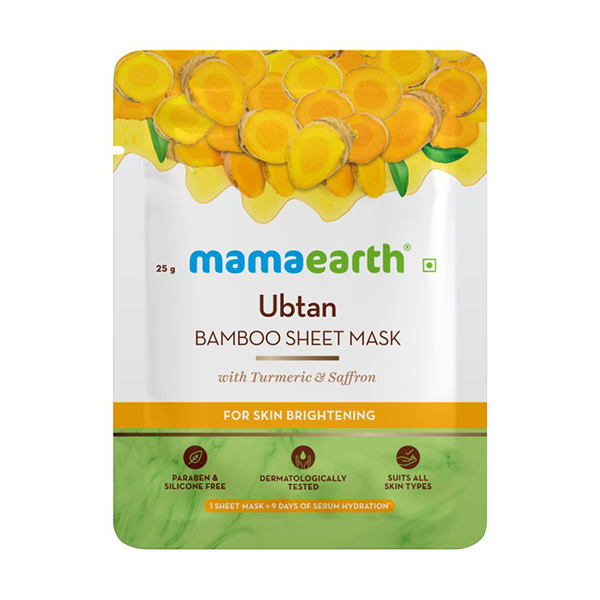 25 g
mamaearth®
Ubtan
BAMBOO SHEET MASK
with Turmeric & Saffron
FOR SKIN BRIGHTENING
PARABEN &
SILICONE FREE
DERMATOLOGICALLY
TESTED
SUITS ALL
SKIN TYPES
1 SHEET MASK = 9 DAYS OF SERUM HYDRATION*